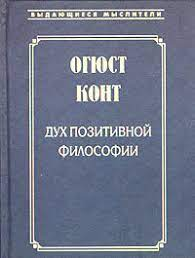 ВЫДАЮЩИЕСЯ МЫСЛИТЕЛИ
ОГЮСТ
КОНТ
ДУХ ПОЗИТИВНОЙ
ФИЛОСОФИИ